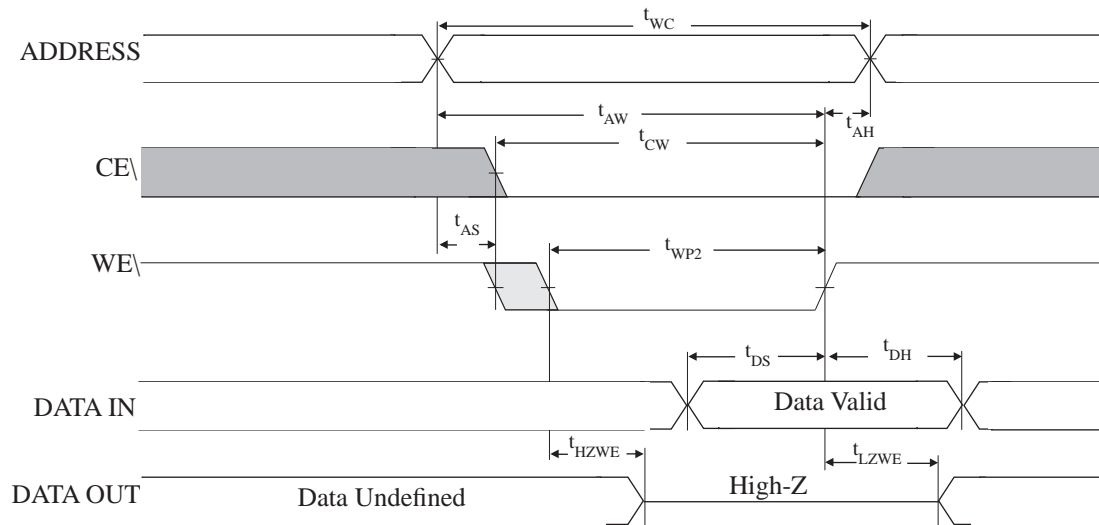 tWC
ADDRESS
tAW
tAH
tCW
CE\
tAS
tWP2
WE\
tDS
tDH
DATA IN
Data Valid
tHZWE
tLZWE
DATA OUT
Data Undefined
High-Z